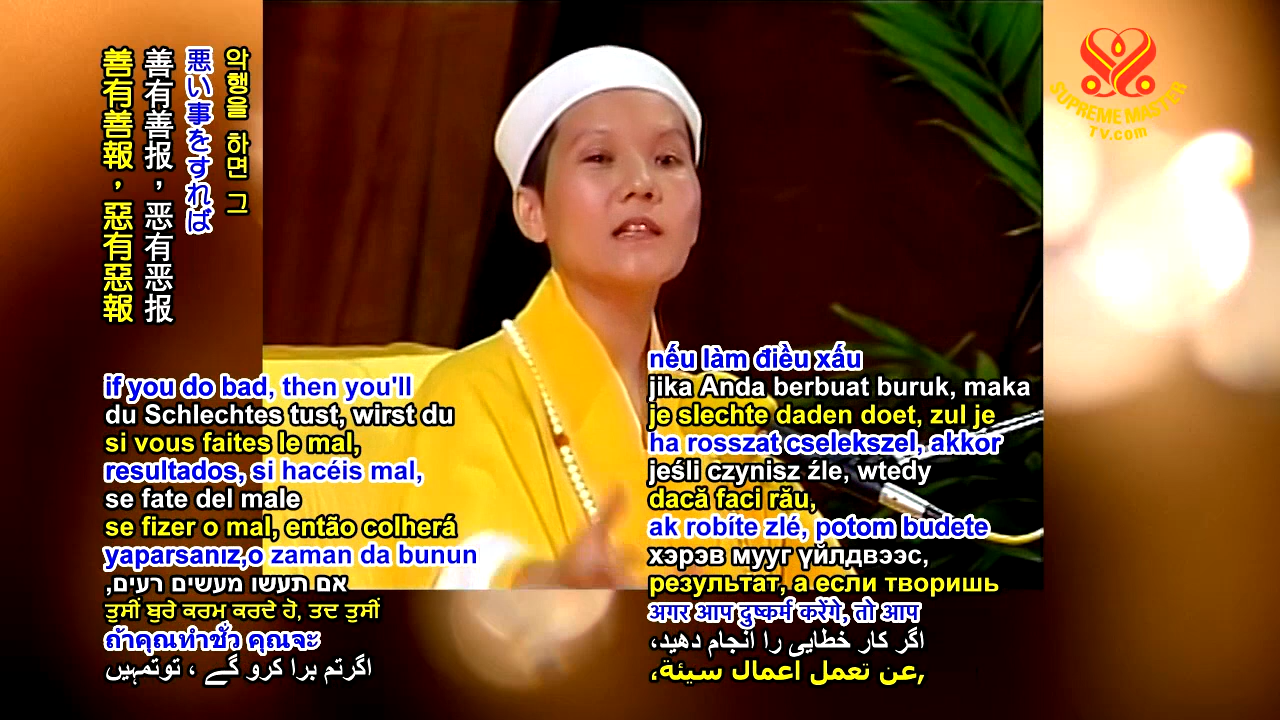 善有善報，惡有惡報
善有善报，恶有恶报
悪い事をすれば
악행을 하면 그
SUPREME MASTER
TV.com
if you do bad, then you'll
du Schlechtes tust, wirst du
si vous faites le mal,
resultados, si hacéis mal,
se fate del male
se fizer o mal, então colherá
yaparsanız,o zaman da bunun
אם תעשו מעשים רעים,
ਤੁਸੀਂ ਬੁਰੇ ਕਰਮ ਕਰਦੇ ਹੋ, ਤਦ ਤੁਸੀਂ
ถ้าคุณทำชั่ว คุณจะ
اگرتم برا کرو گے ، توتمہیں
nếu làm điều xấu
jika Anda berbuat buruk, maka
je slechte daden doet, zul je
ha rosszat cselekszel, akkor
jeśli czynisz źle, wtedy
dacă faci rău,
ak robíte zlé, potom budete
хэрэв мууг үйлдвээс,
результат, а если творишь
अगर आप दुष्कर्म करेंगे, तो आप
اگر کار خطایی را انجام دهید،
عن تعمل اعمال سيئة،